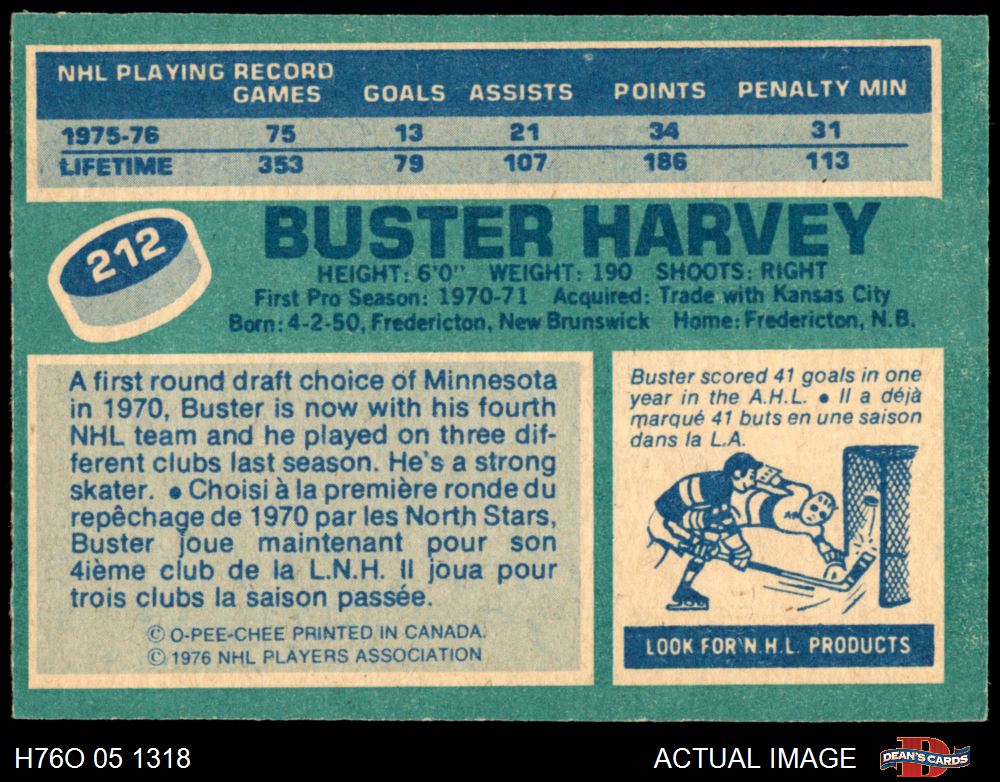 NHL PLAYING RECORD
GAMES GOALS ASSISTS POINTS PENALTY MIN
1975-76 75 13 21 34 31
LIFETIME 353 79 107 186 113
212
BUSTER HARVEY
HEIGHT: 6'0" WEIGHT: 190 SHOOTS: RIGHT
First Pro Season: 1970-71 Acquired: Trade with Kansas City
Born: 4-2-50, Fredericton, New Brunswick Home: Fredericton, N.B.
A first round draft choice of Minnesota
in 1970, Buster is now with his fourth
NHL team and he played on three dif-
ferent clubs last season. He's a strong
skater. ● Choisi à la première ronde du
repêchage de 1970 par les North Stars,
Buster joue maintenant pour son
4ième club de la L.N.H. Il joua pour
trois clubs la saison passée.
© O-PEE-CHEE PRINTED IN CANADA.
© 1976 NHL PLAYERS ASSOCIATION
Buster scored 41 goals in one
year in the A.H.L. ● Il a déjà
marqué 41 buts en une saison
dans la L.A.
LOOK FOR N.H.L. PRODUCTS
H76O 05 1318
ACTUAL IMAGE
DEAN'S CARDS